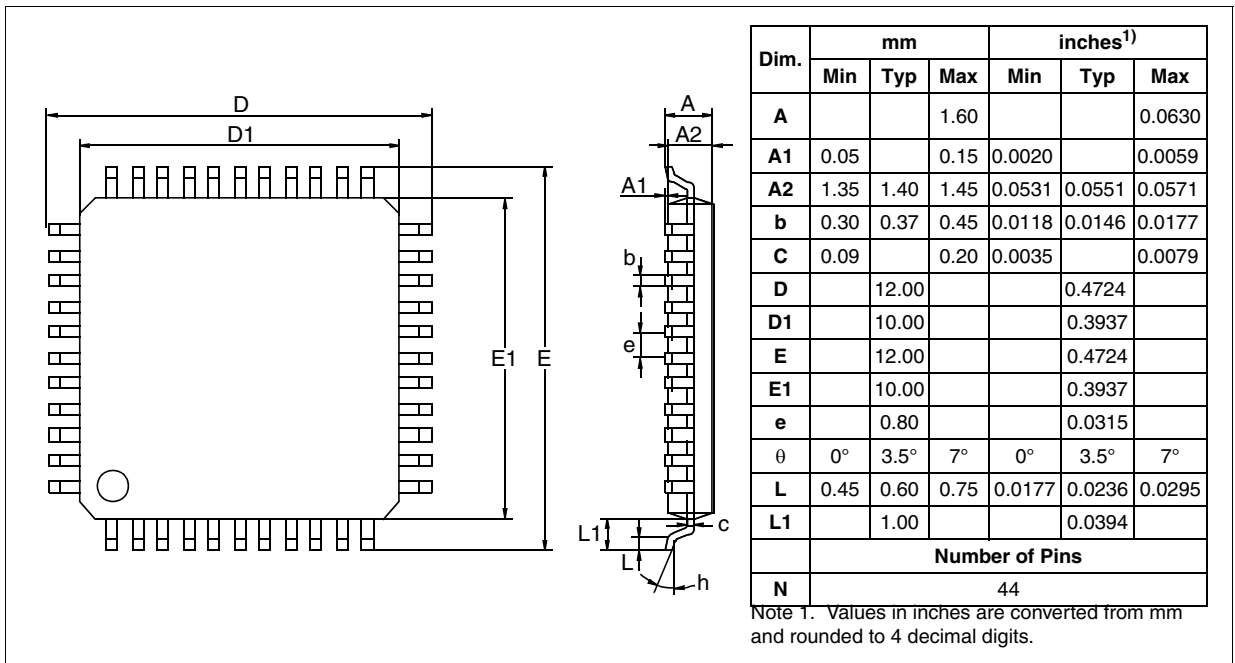 D
D1
E1 E
A
A2
A1
b
e
L1
L
c
h
Dim. mm inches1)
Min Typ Max Min Typ Max
A 1.60 0.0630
A1 0.05 0.15 0.0020 0.0059
A2 1.35 1.40 1.45 0.0531 0.0551 0.0571
b 0.30 0.37 0.45 0.0118 0.0146 0.0177
C 0.09 0.20 0.0035 0.0079
D 12.00 0.4724
D1 10.00 0.3937
E 12.00 0.4724
E1 10.00 0.3937
e 0.80 0.0315
θ 0° 3.5° 7° 0° 3.5° 7°
L 0.45 0.60 0.75 0.0177 0.0236 0.0295
L1 1.00 0.0394
Number of Pins
N 44
Note 1. Values in inches are converted from mm
and rounded to 4 decimal digits.